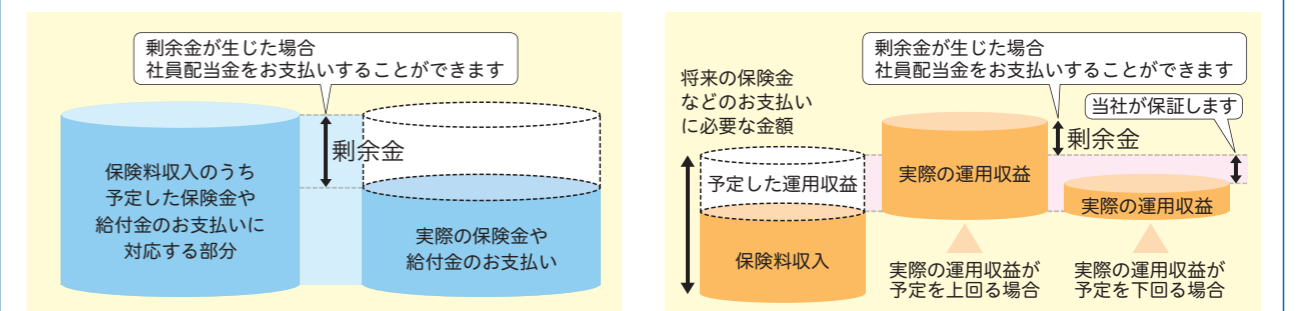 剰余金が生じた場合
社員配当金をお支払いすることができます
剰余金
保険料収入のうち
予定した保険金や
給付金のお支払いに
対応する部分
実際の保険金や
給付金のお支払い
将来の保険金
などのお支払い
に必要な金額
剰余金が生じた場合
社員配当金をお支払いすることができます
当社が保証します
剰余金
予定した運用収益
実際の運用収益
実際の運用収益
保険料収入
実際の運用収益が
予定を上回る場合
実際の運用収益が
予定を下回る場合